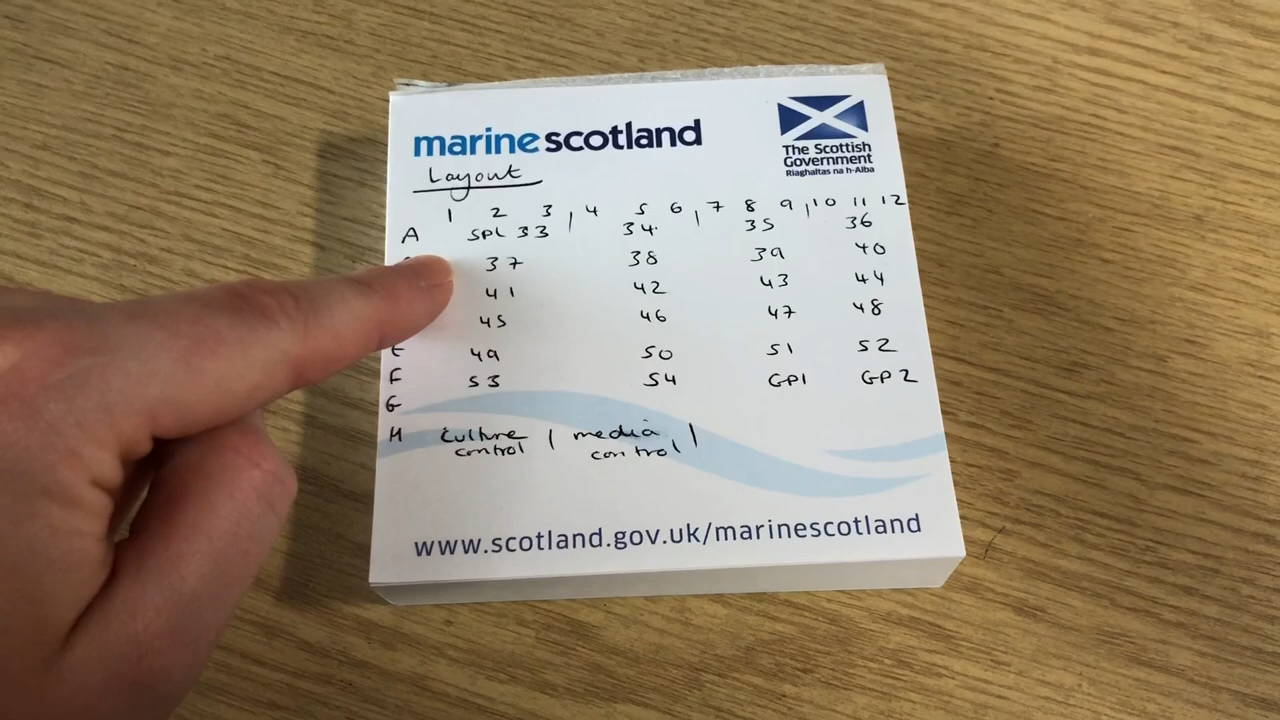 marinescotland
The Scottish
Government
Riaghaltas na h-Alba
Layout
1 2 3 | 4 5 6 | 7 8 9 | 10 11 12
A SPL 33 34 35 36
37 38 39 40
41 42 43 44
45 46 47 48
E 49 50 51 52
F 53 54 GP1 GP2
G
H culture | media |
control control
www.scotland.gov.uk/marinescotland